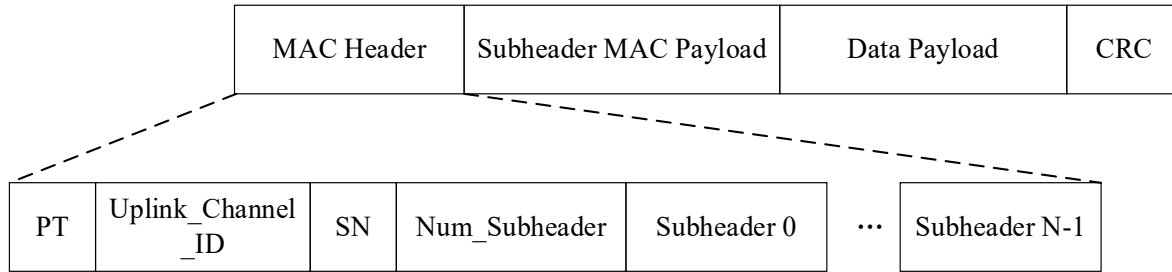 MAC Header
Subheader MAC Payload
Data Payload
CRC
PT
Uplink_Channel
_ID
SN
Num_Subheader
Subheader 0
···
Subheader N-1